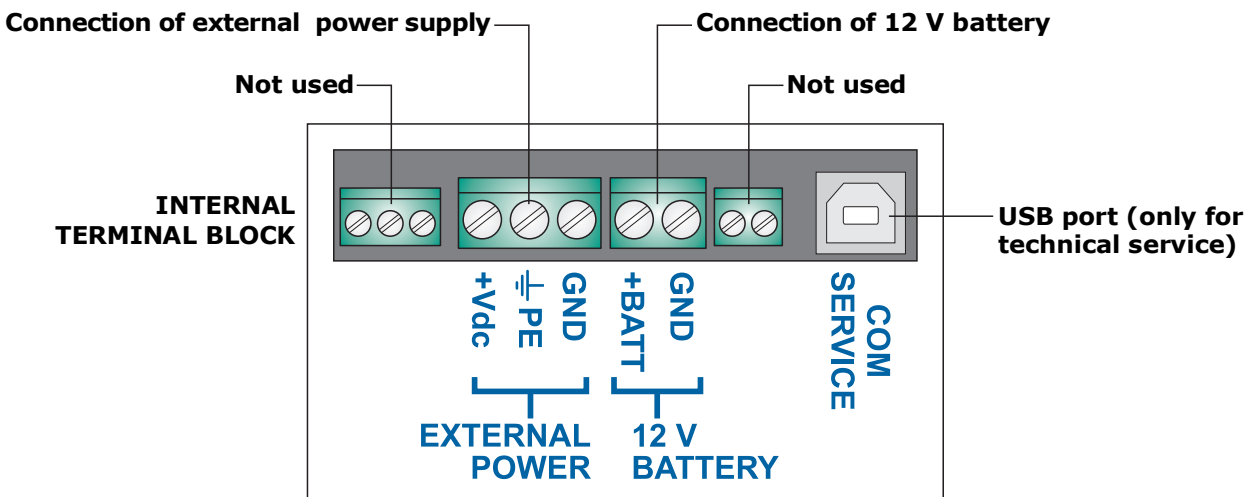 Connection of external power supply
Connection of 12 V battery
Not used
Not used
INTERNAL
TERMINAL BLOCK
USB port (only for
technical service)
+Vdc
PE
GND
+BATT
GND
COM
SERVICE
EXTERNAL
POWER
12 V
BATTERY